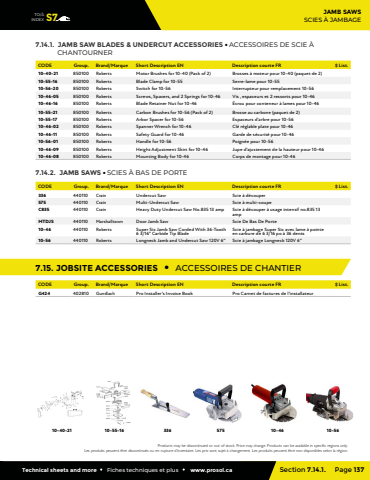 TOUS
INDEX S7.
JAMB SAWS
SCIES À JAMBAGE
7.14.1. JAMB SAW BLADES & UNDERCUT ACCESSORIES • ACCESSOIRES DE SCIE À
CHANTOURNER
CODE Group. Brand/Marque Short Description EN Description courte FR $ List.
10-40-21 850100 Roberts Motor Brushes for 10-40 (Pack of 2) Brosses à moteur pour 10-40 (paquet de 2)
10-55-16 850100 Roberts Blade Clamp for 10-55 Serre-lame pour 10-55
10-56-20 850100 Roberts Switch for 10-56 Interrupteur pour remplacement 10-56
10-46-05 850100 Roberts Screws, Spacers, and 2 Springs for 10-46 Vis , espaceurs et 2 ressorts pour 10-46
10-46-16 850100 Roberts Blade Retainer Nut for 10-46 Écrou pour conteneur à lames pour 10-46
10-55-21 850100 Roberts Carbon Brushes for 10-56 (Pack of 2) Brosse au carbone (paquet de 2)
10-55-17 850100 Roberts Arbor Spacer for 10-56 Espaceurs d'arbre pour 10-56
10-46-02 850100 Roberts Spanner Wrench for 10-46 Clé réglable plate pour 10-46
10-46-11 850100 Roberts Safety Guard for 10-46 Garde de sécurité pour 10-46
10-56-01 850100 Roberts Handle for 10-56 Poignée pour 10-56
10-46-09 850100 Roberts Height Adjustment Skirt for 10-46 Jupe d'ajustement de la hauteur pour 10-46
10-46-08 850100 Roberts Mounting Body for 10-46 Corps de montage pour 10-46
7.14.2. JAMB SAWS • SCIES À BAS DE PORTE
CODE Group. Brand/Marque Short Description EN Description courte FR $ List.
556 440110 Crain Undercut Saw Scie à découper
575 440110 Crain Multi-Undercut Saw Scie à multi-coupe
C835 440110 Crain Heavy Duty Undercut Saw No.835 13 amp Scie à découper à usage intensif no.835 13
amp
MTDJS 440110 Marshalltown Door Jamb Saw Scie De Bas De Porte
10-46 440110 Roberts Super Six Jamb Saw Corded With 36-Tooth Scie à jambage Super Six avec lame à pointe
6 3/16" Carbide Tip Blade en carbure de 6 3/16 po à 36 dents
10-56 440110 Roberts Longneck Jamb and Undercut Saw 120V 6" Scie à jambage Longneck 120V 6"
7.15. JOBSITE ACCESSORIES • ACCESSOIRES DE CHANTIER
CODE Group. Brand/Marque Short Description EN Description courte FR $ List.
G424 402810 Gundlach Pro Installer's Invoice Book Pro Carnet de factures de l'installateur
10-40-21 10-55-16 556 575 10-46 10-56
Products may be discontinued or out of stock. Price may change. Products can be available in specific regions only.
Les produits peuvent être discontinués ou en rupture d'inventaire. Les prix sont sujet à changement. Les produits peuvent être non disponibles selon la région.
Technical sheets and more • Fiches techniques et plus • www.prosol.ca
Section 7.14.1. Page 137